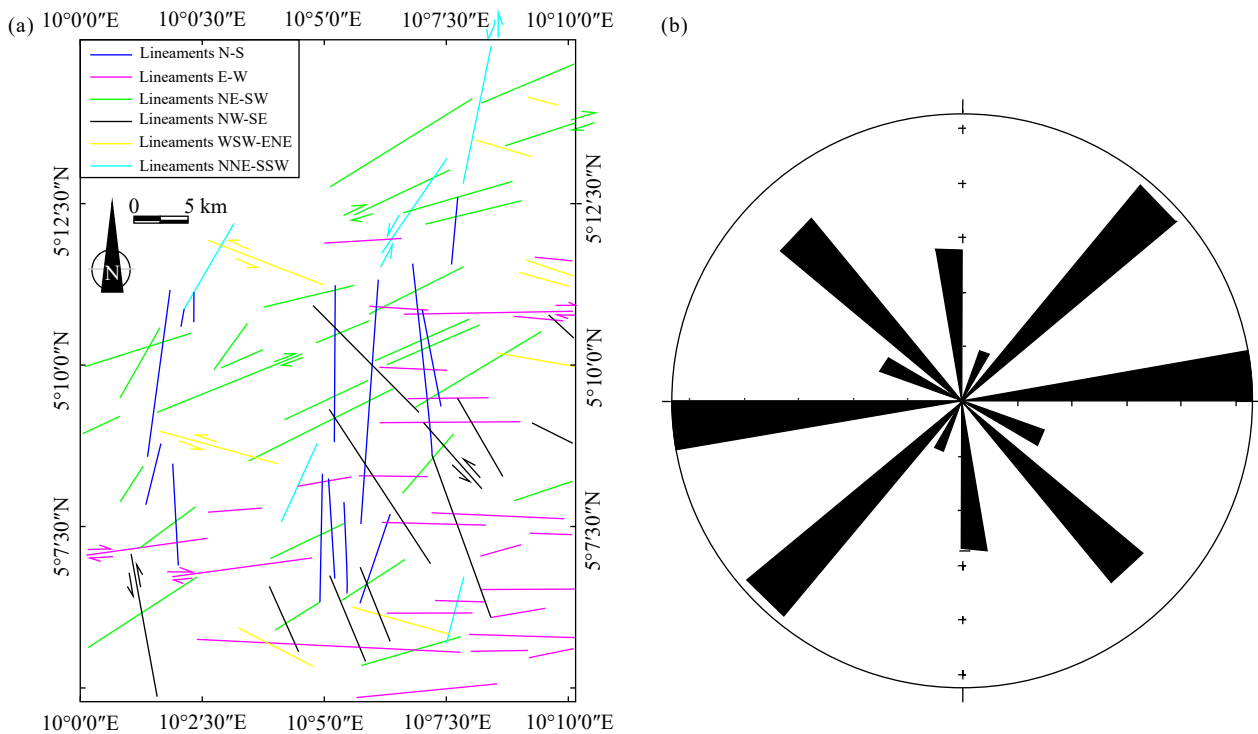 (a)
10°0′0″E 10°0′30″E 10°5′0″E 10°7′30″E 10°10′0″E
(b)
Lineaments N-S
Lineaments E-W
Lineaments NE-SW
Lineaments NW-SE
Lineaments WSW-ENE
Lineaments NNE-SSW
0 5 km
N
5°12′30″N
5°10′0″N
5°7′30″N
5°12′30″N
5°10′0″N
5°7′30″N
10°0′0″E 10°2′30″E 10°5′0″E 10°7′30″E 10°10′0″E